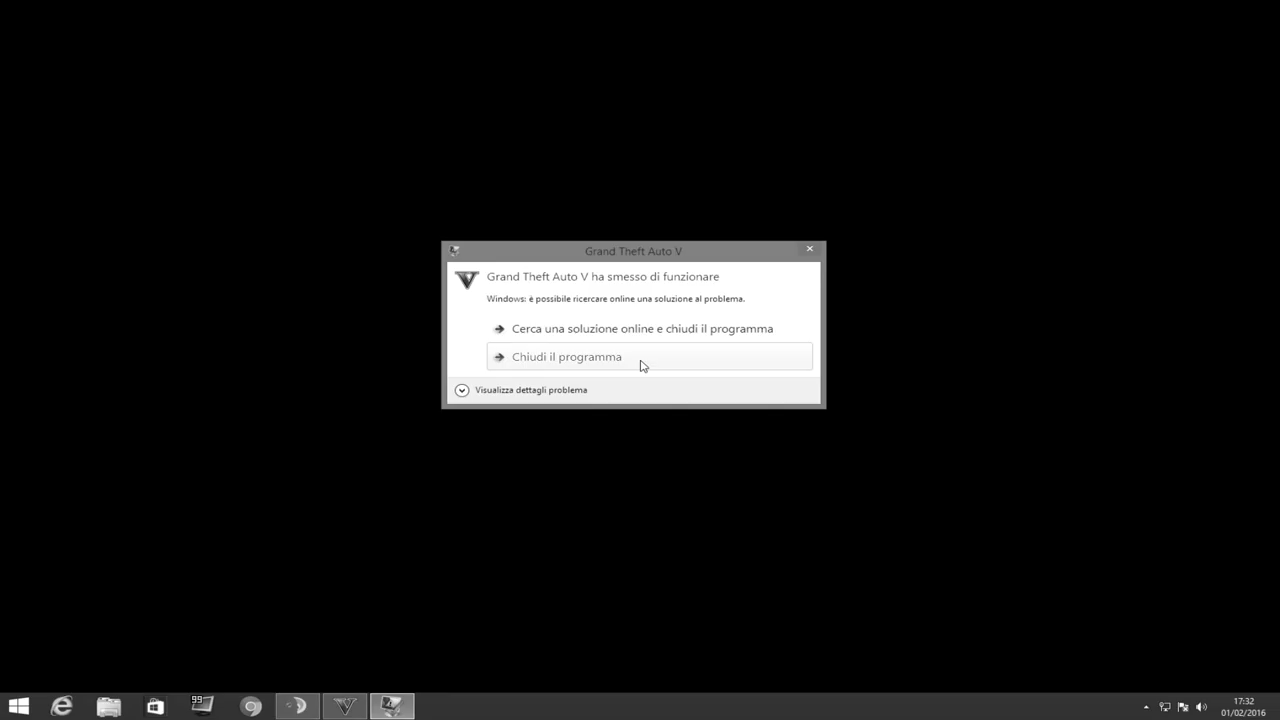 Grand Theft Auto V
Grand Theft Auto V ha smesso di funzionare
Windows: è possibile ricercare online una soluzione al problema.
Cerca una soluzione online e chiudi il programma
Chiudi il programma
Visualizza dettagli problema
99
17:32
01/02/2016